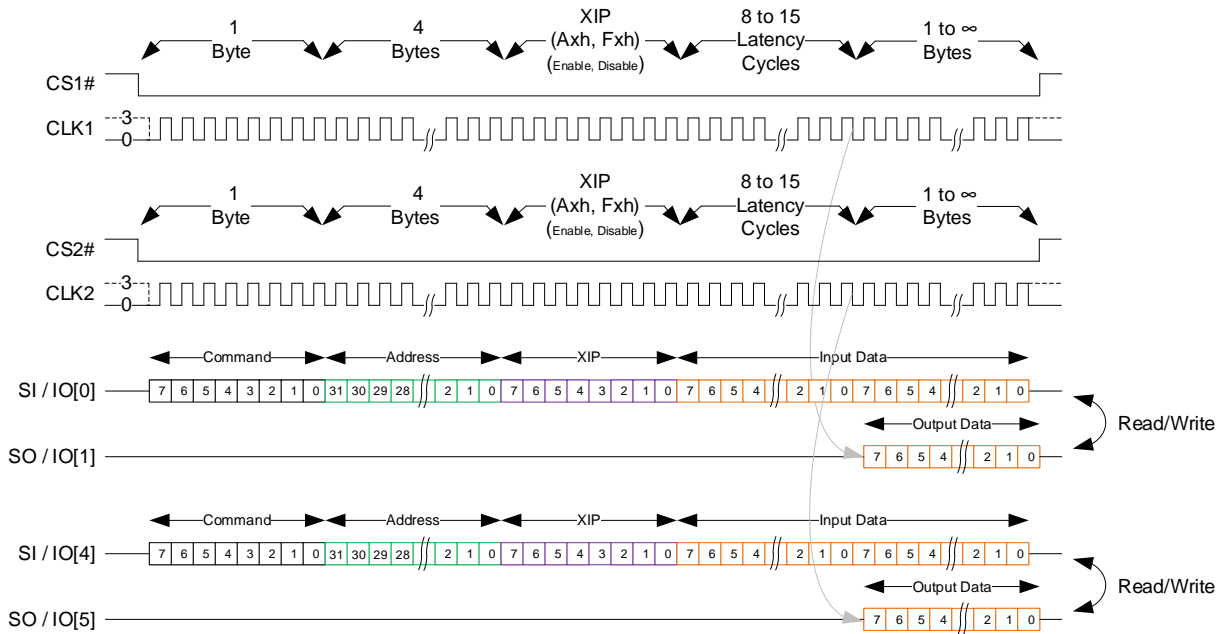 1
Byte
4
Bytes
XIP
(Axh, Fxh)
(Enable, Disable)
8 to 15
Latency
Cycles
1 to ∞
Bytes
CS1#
CLK1
3
0
1
Byte
4
Bytes
XIP
(Axh, Fxh)
(Enable, Disable)
8 to 15
Latency
Cycles
1 to ∞
Bytes
CS2#
CLK2
3
0
Command Address XIP Input Data
SI / IO[0] 7 6 5 4 3 2 1 0 31 30 29 28 2 1 0 7 6 5 4 3 2 1 0 7 6 5 4 2 1 0 7 6 5 4 2 1 0
Read/Write
Output Data
SO / IO[1] 7 6 5 4 2 1 0
Command Address XIP Input Data
SI / IO[4] 7 6 5 4 3 2 1 0 31 30 29 28 2 1 0 7 6 5 4 3 2 1 0 7 6 5 4 2 1 0 7 6 5 4 2 1 0
Read/Write
Output Data
SO / IO[5] 7 6 5 4 2 1 0